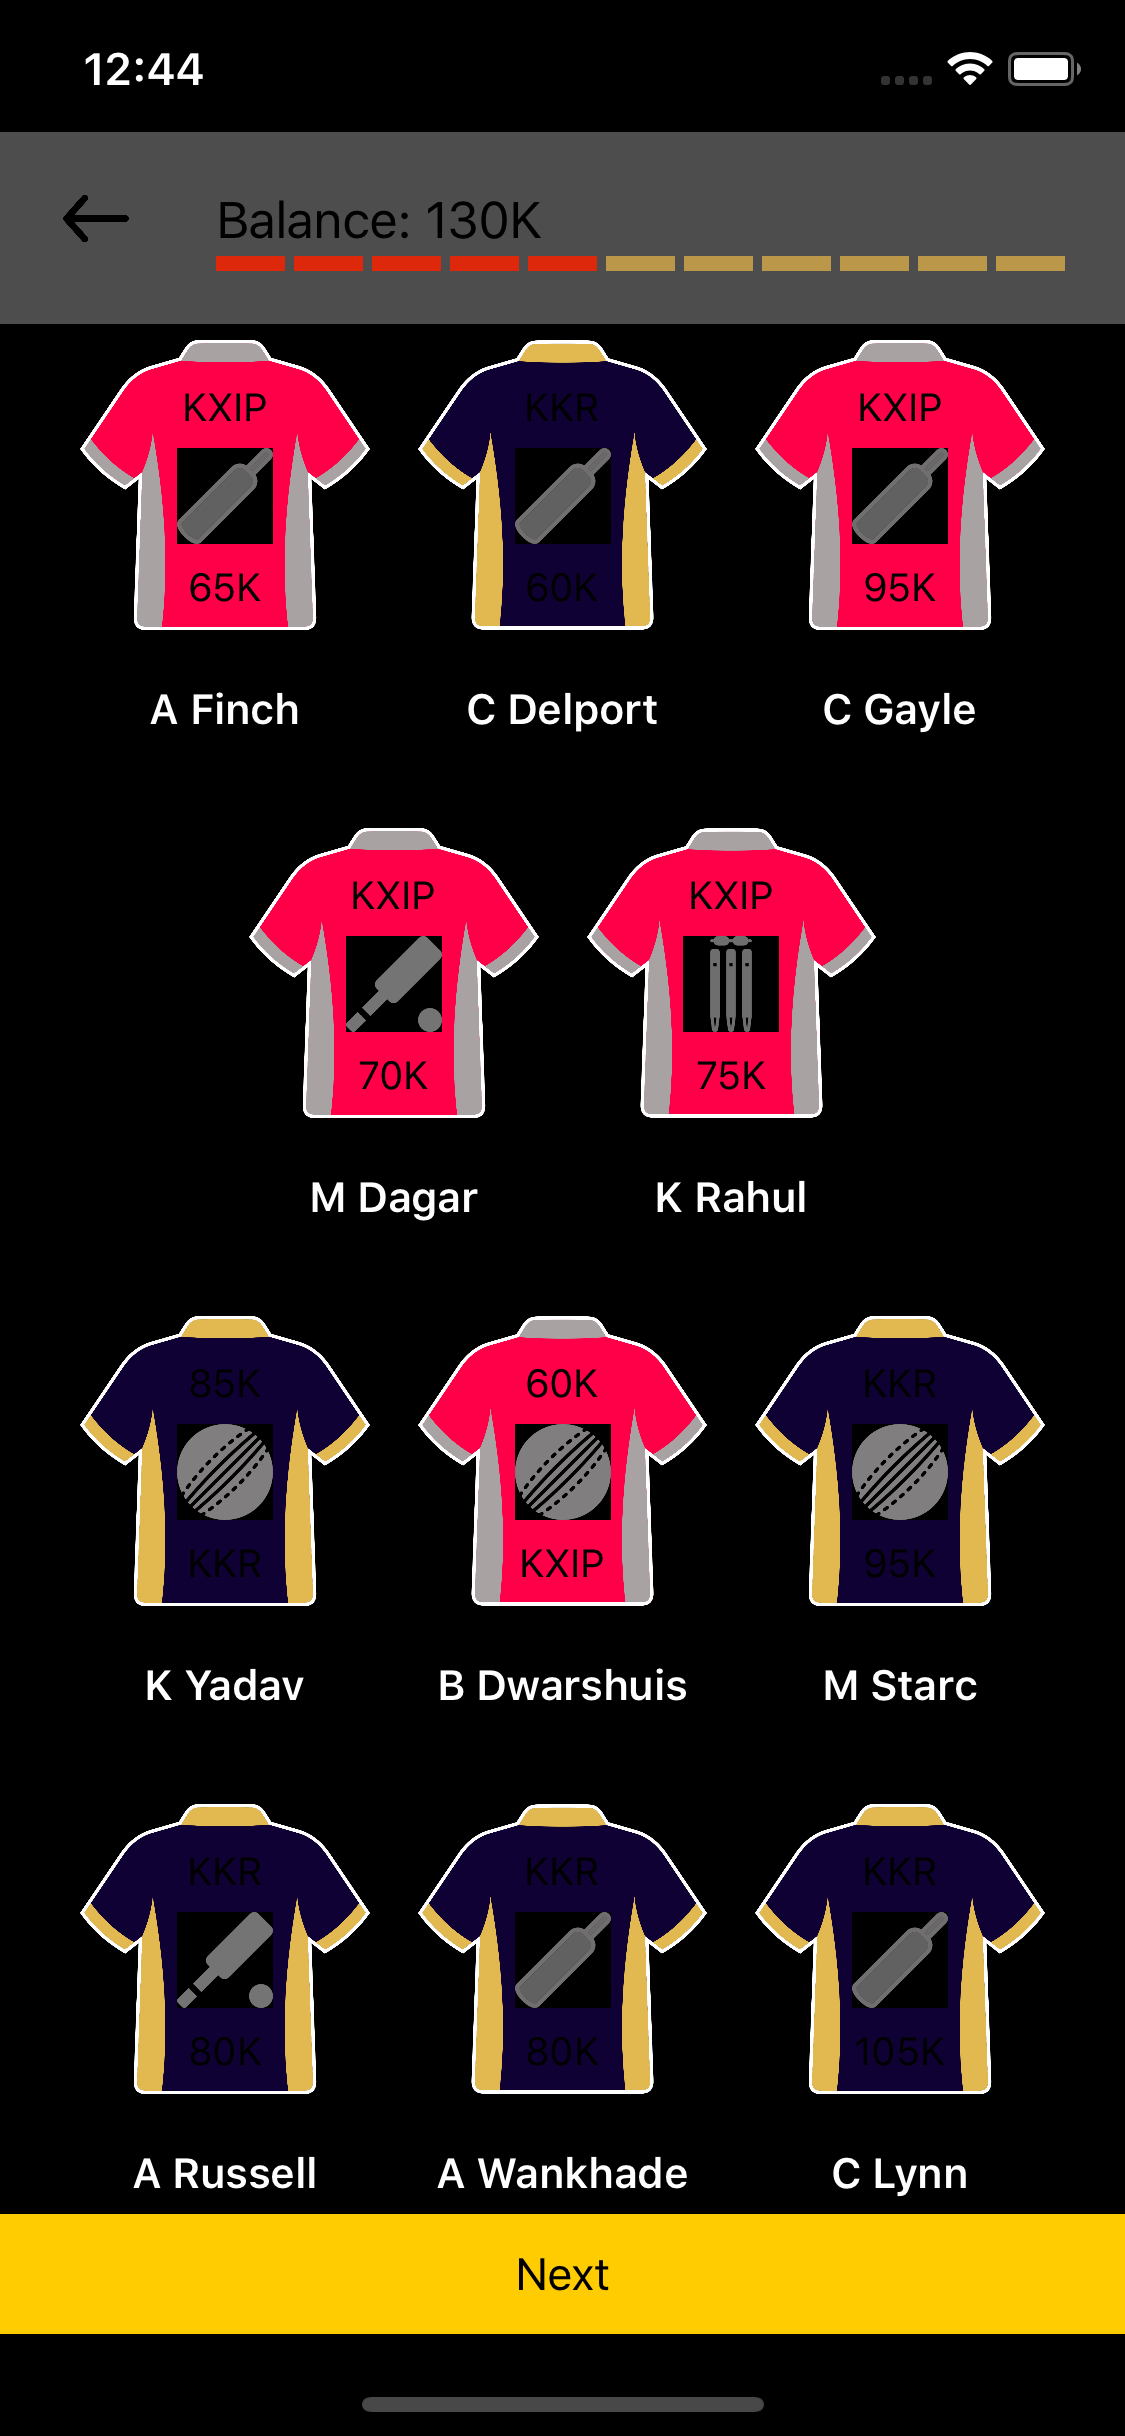 12:44
Balance: 130K
KXIP KKR KXIP
65K 60K 95K
A Finch C Delport C Gayle
KXIP KXIP
70K 75K
M Dagar K Rahul
85K 60K KKR
KKR KXIP 95K
K Yadav B Dwarshuis M Starc
KKR KKR KKR
80K 80K 105K
A Russell A Wankhade C Lynn
Next